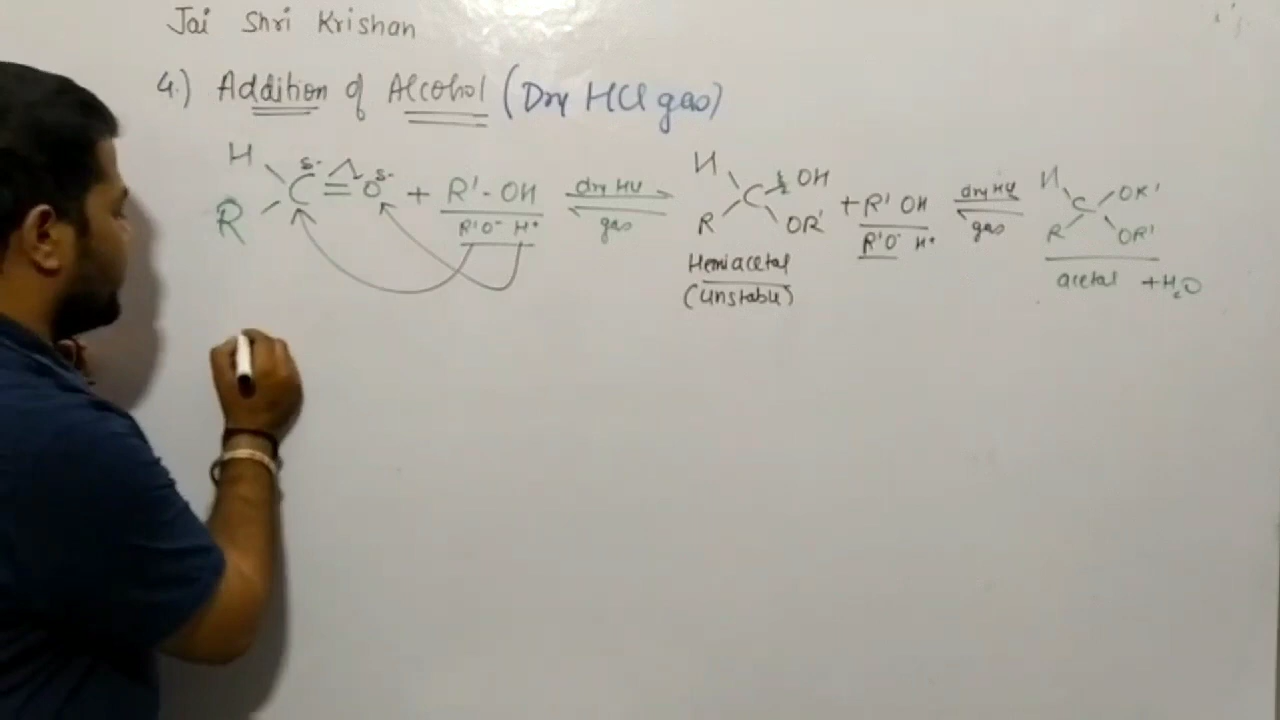 Jai Shri Krishan
4.) Addition of Alcohol (Dry HCl gas)
H
R C = O + R' - OH dry HCl gas
δ- δ-
R'O⁻ H⁺
H
R C OH OR'
Hemiacetal
(Unstable)
+ R' OH dry HCl gas
R'O⁻ H⁺
H
R C OR' OR'
acetal + H₂O